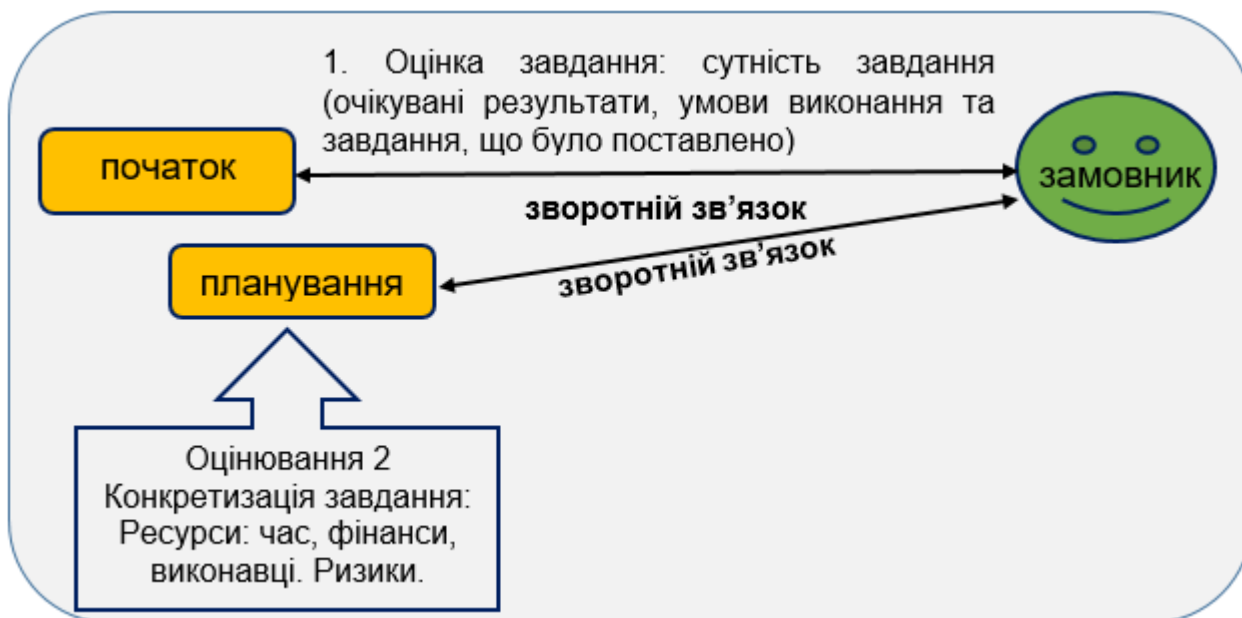 1. Оцінка завдання: сутність завдання
(очікувані результати, умови виконання та
завдання, що було поставлено)
початок
замовник
зворотній зв’язок
зворотній зв’язок
планування
Оцінювання 2
Конкретизація завдання:
Ресурси: час, фінанси,
виконавці. Ризики.